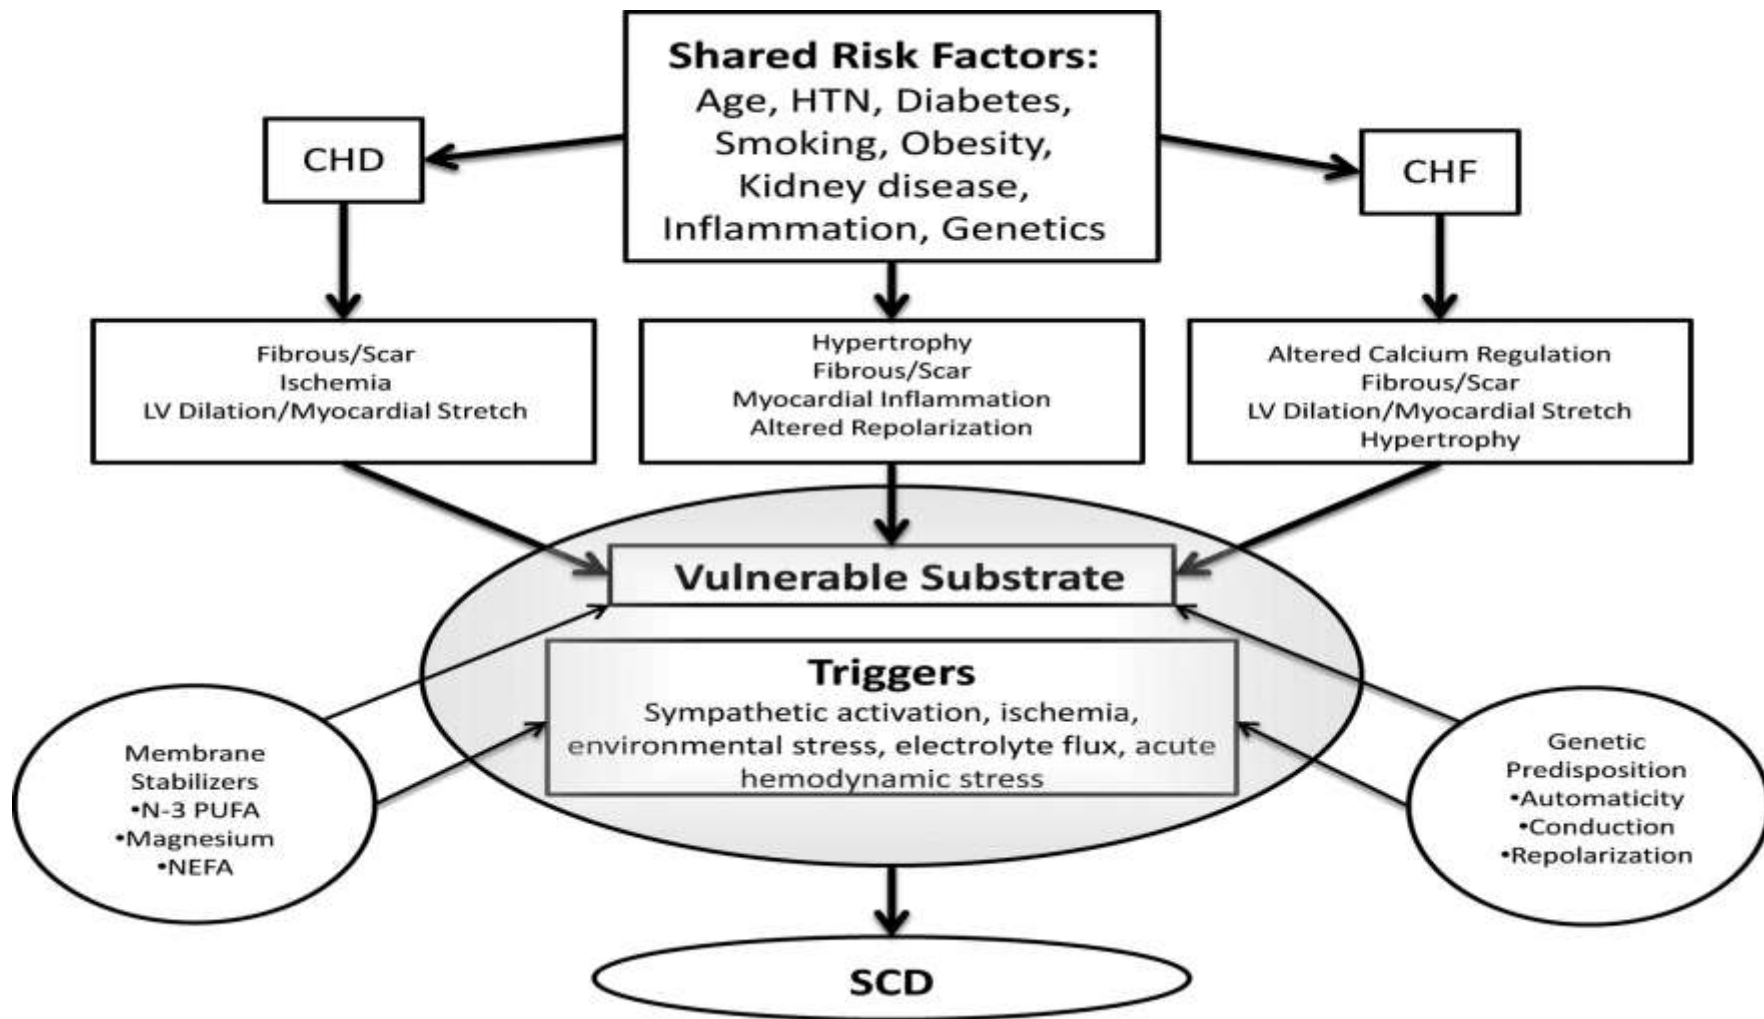 Shared Risk Factors:
Age, HTN, Diabetes,
Smoking, Obesity,
Kidney disease,
Inflammation, Genetics
CHD
CHF
Fibrous/Scar
Ischemia
LV Dilation/Myocardial Stretch
Hypertrophy
Fibrous/Scar
Myocardial Inflammation
Altered Repolarization
Altered Calcium Regulation
Fibrous/Scar
LV Dilation/Myocardial Stretch
Hypertrophy
Vulnerable Substrate
Triggers
Sympathetic activation, ischemia,
environmental stress, electrolyte flux, acute
hemodynamic stress
Membrane
Stabilizers
•N-3 PUFA
•Magnesium
•NEFA
Genetic
Predisposition
•Automaticity
•Conduction
•Repolarization
SCD